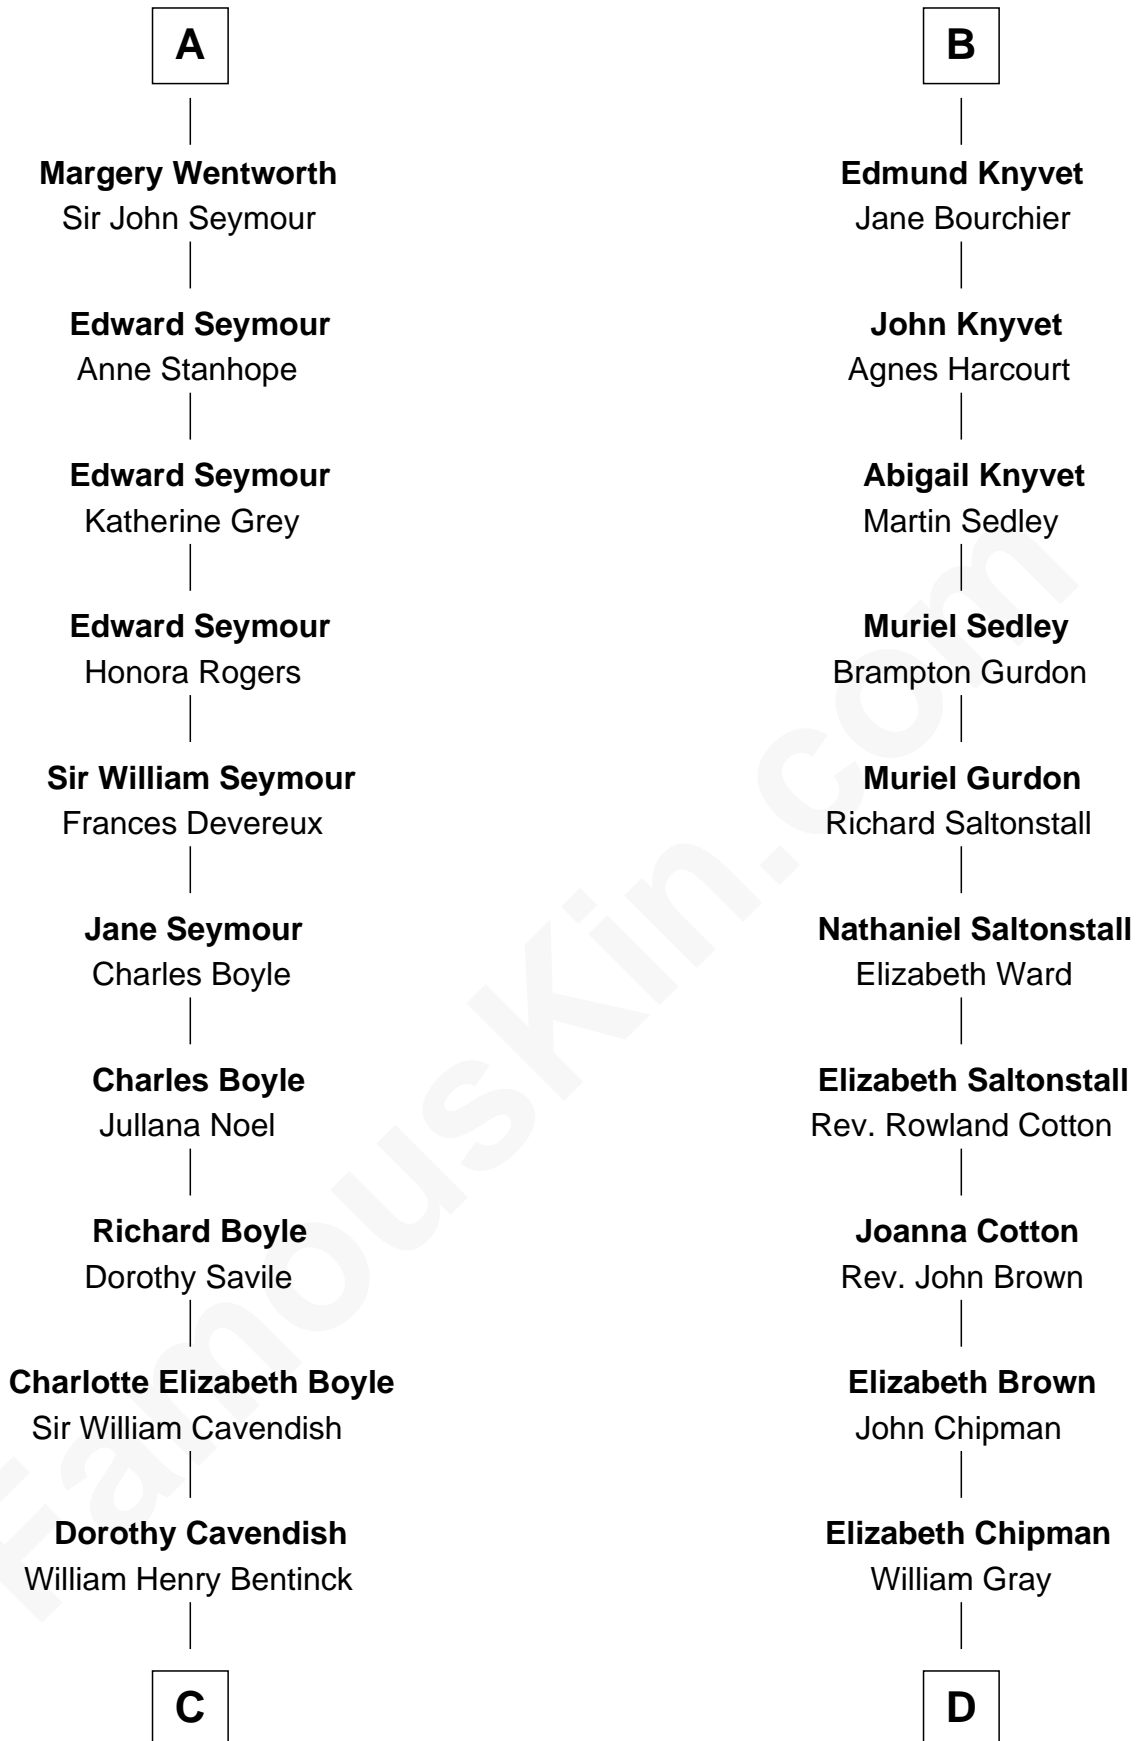 A
Margery Wentworth
Sir John Seymour
Edward Seymour
Anne Stanhope
Edward Seymour
Katherine Grey
Edward Seymour
Honora Rogers
Sir William Seymour
Frances Devereux
Jane Seymour
Charles Boyle
Charles Boyle
Jullana Noel
Richard Boyle
Dorothy Savile
Charlotte Elizabeth Boyle
Sir William Cavendish
Dorothy Cavendish
William Henry Bentinck
C
B
Edmund Knyvet
Jane Bourchier
John Knyvet
Agnes Harcourt
Abigail Knyvet
Martin Sedley
Muriel Sedley
Brampton Gurdon
Muriel Gurdon
Richard Saltonstall
Nathaniel Saltonstall
Elizabeth Ward
Elizabeth Saltonstall
Rev. Rowland Cotton
Joanna Cotton
Rev. John Brown
Elizabeth Brown
John Chipman
Elizabeth Chipman
William Gray
D
FamousKin.com